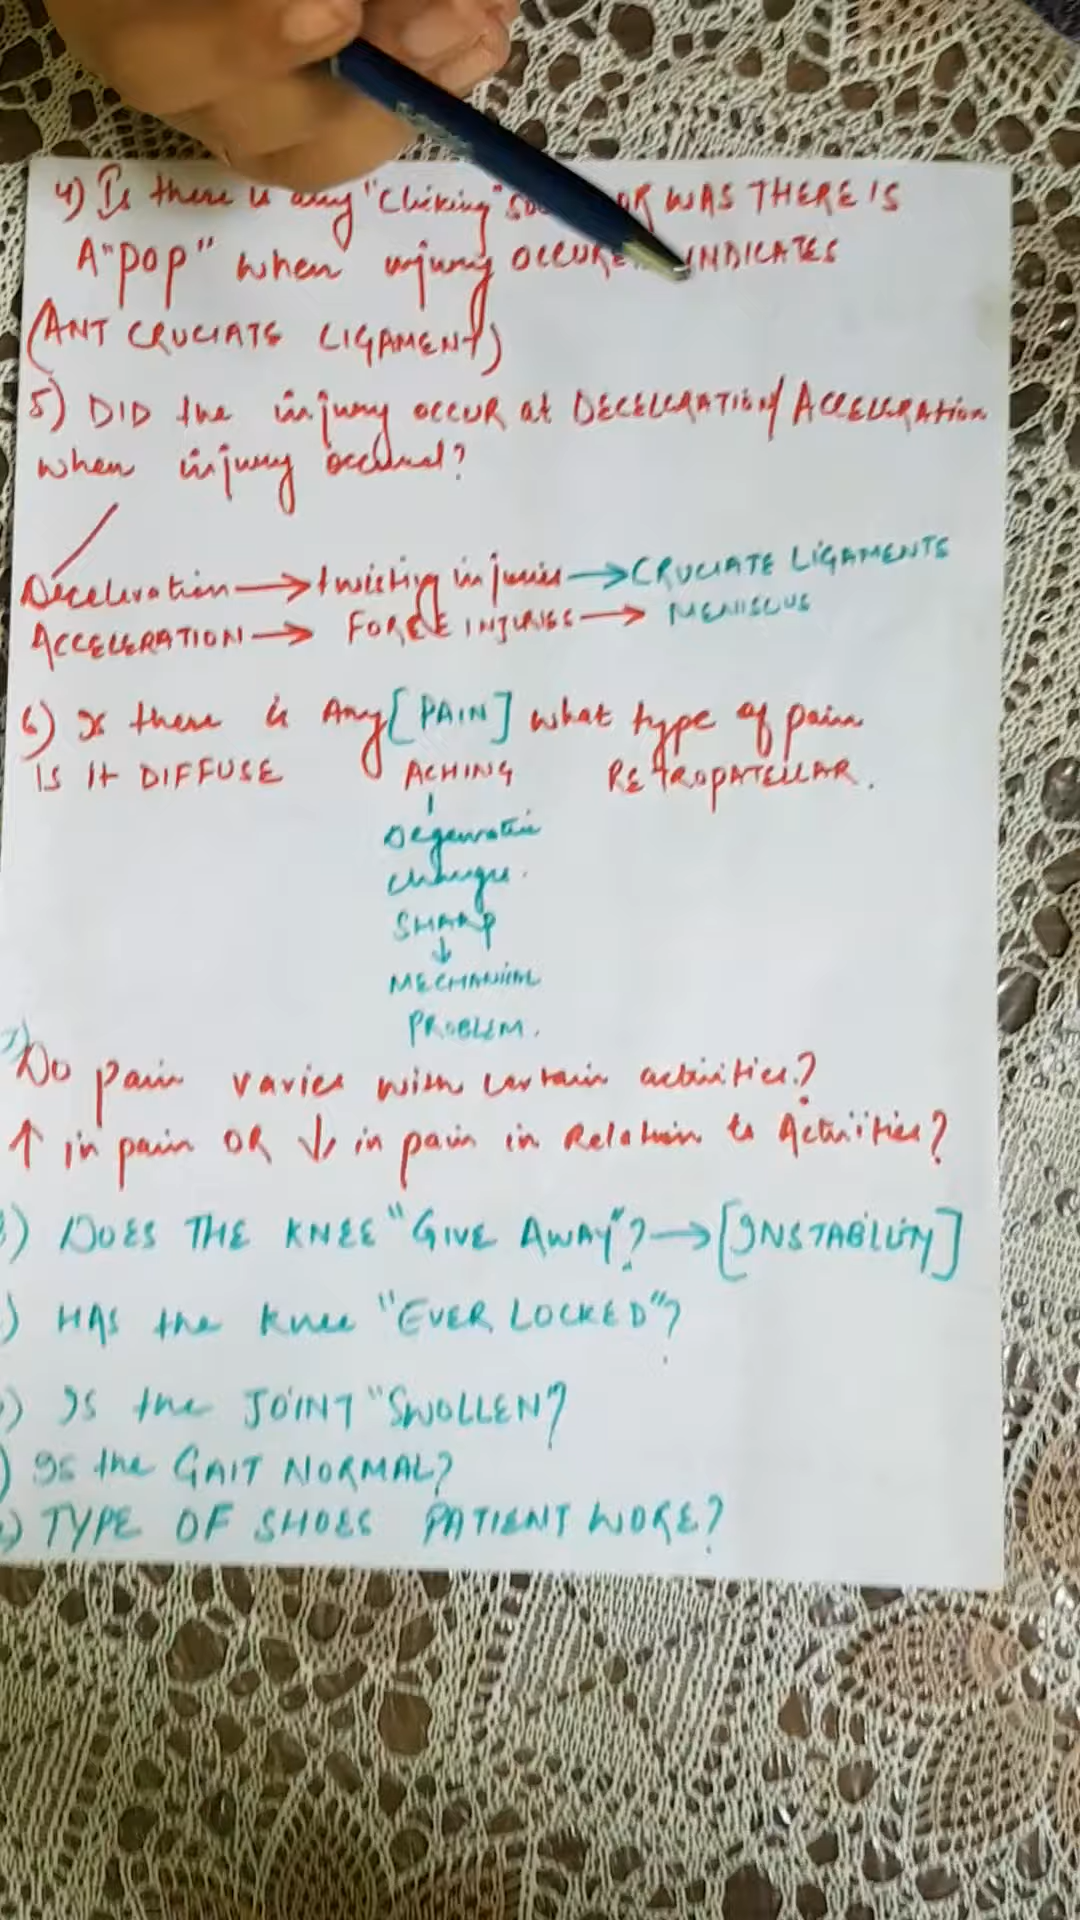 4) Is there is any "Clicking" OR WAS THERE IS
A "POP" when injury OCCURE INDICATES
(ANT CRUCIATE LIGAMENT)
5) DID the injury OCCUR at DECELERATION/ACCELERATION
when injury occured?
Deceleration → twisting injuries → CRUCIATE LIGAMENTS
ACCELERATION → FORCE INJURIES → MENISCUS
6) Is there is Any [PAIN] what type of pain
IS It DIFFUSE ACHING RETROPATELLAR.
Degenerative
changes.
SHARP
↓
MECHANICAL
PROBLEM.
7) Do pain varies with certain activities?
↑ in pain OR ↓ in pain in Relation to Activities?
) DOES THE KNEE "GIVE AWAY"? → [INSTABILITY]
) HAS the knee "EVER LOCKED"?
) IS the JOINT "SWOLLEN"?
) Is the GAIT NORMAL?
) TYPE OF SHOES PATIENT WORE?